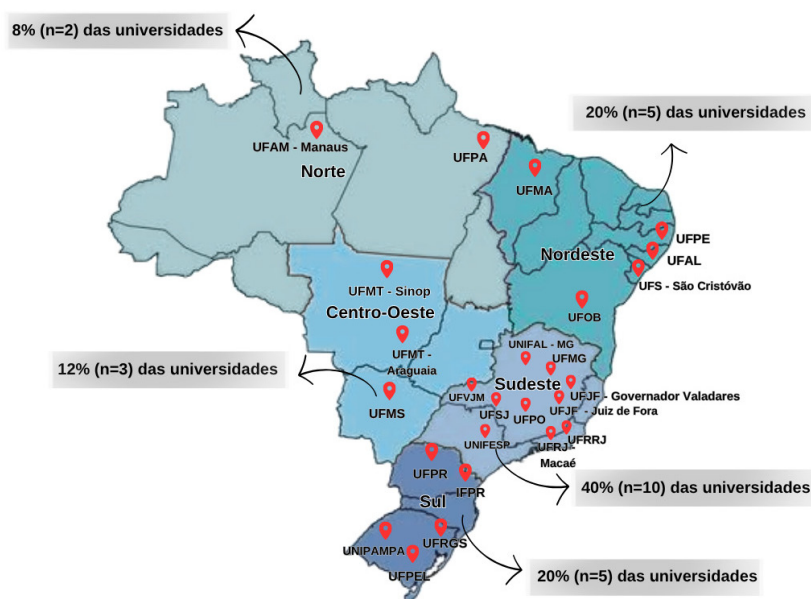 8% (n=2) das universidades
20% (n=5) das universidades
UFAM - Manaus
Norte
UFPA
UFMA
UFPE
Nordeste
UFAL
UFS - São Cristóvão
UFMT - Sinop
UFOB
Centro-Oeste
UFMT -
Araguaia
UNIFAL - MG
UFMG
12% (n=3) das universidades
Sudeste
UFMS
UFVJM
UFSJ
UFPO
UFJF - Governador Valadares
UFJF - Juiz de Fora
UNIFESP
UFRJ -
Macaé
UFRRJ
UFPR
IFPR
40% (n=10) das universidades
Sul
UNIPAMPA
UFRGS
UFPEL
20% (n=5) das universidades